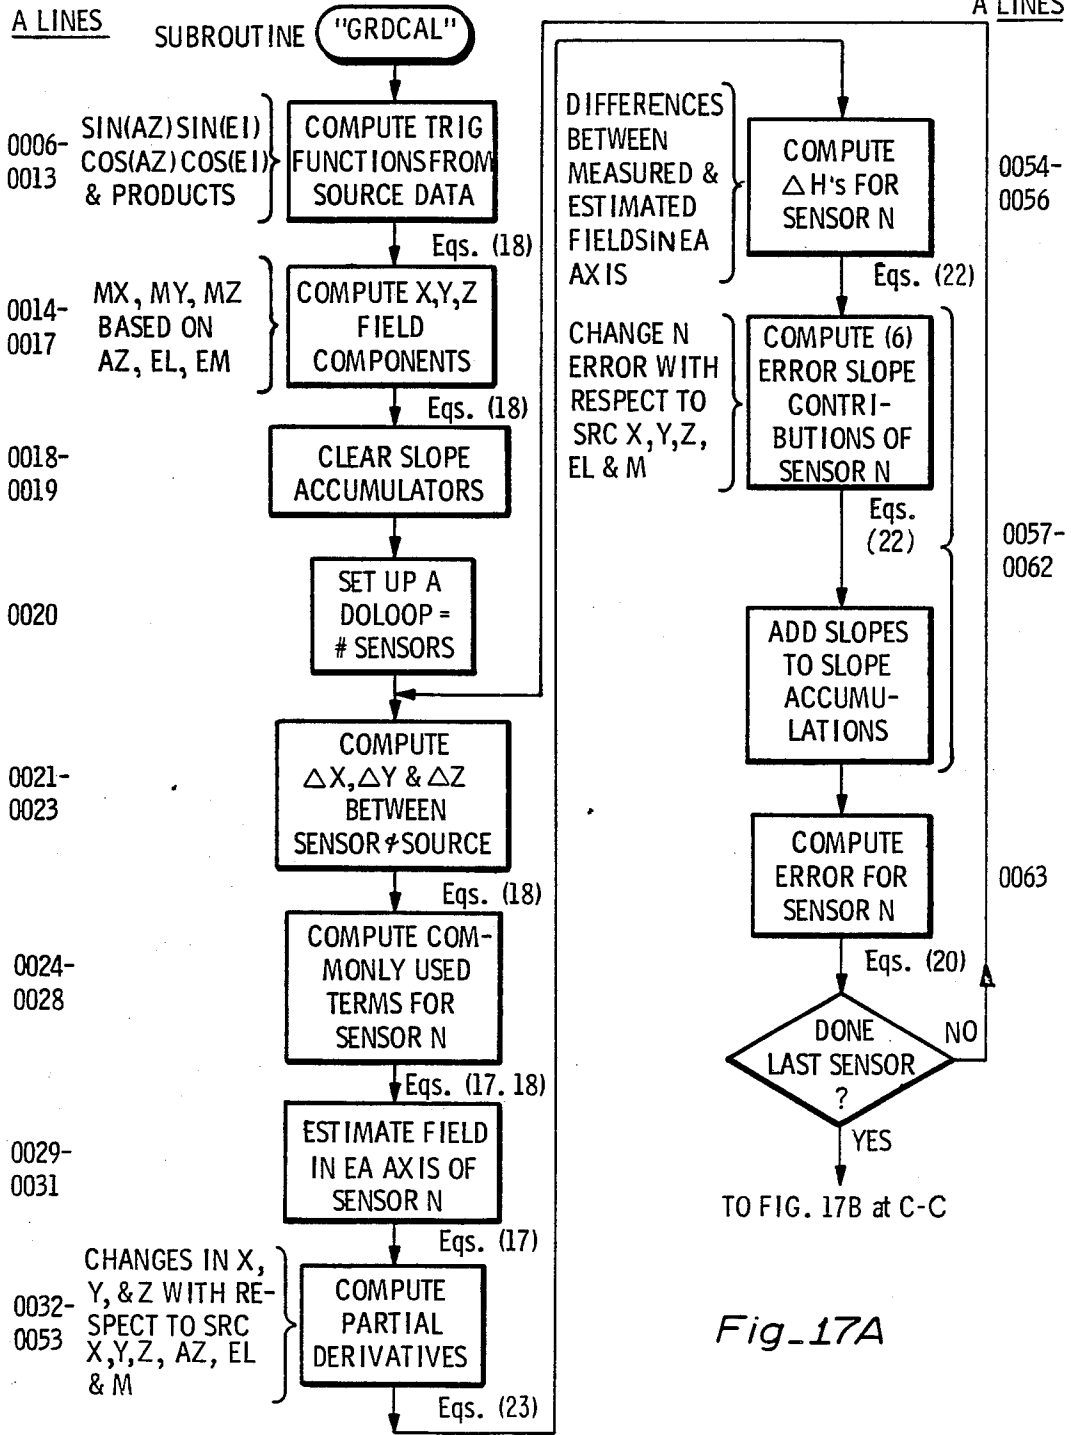 A LINES
SUBROUTINE "GRDCAL"
0006-
0013
SIN(AZ)SIN(EI)
COS(AZ)COS(EI)
& PRODUCTS
COMPUTE TRIG
FUNCTIONS FROM
SOURCE DATA
Eqs. (18)
0014-
0017
MX, MY, MZ
BASED ON
AZ, EL, EM
COMPUTE X,Y,Z
FIELD
COMPONENTS
Eqs. (18)
0018-
0019
CLEAR SLOPE
ACCUMULATORS
0020
SET UP A
DOLOOP =
# SENSORS
0021-
0023
COMPUTE
△X,△Y & △Z
BETWEEN
SENSOR & SOURCE
Eqs. (18)
0024-
0028
COMPUTE COM-
MONLY USED
TERMS FOR
SENSOR N
Eqs. (17. 18)
0029-
0031
ESTIMATE FIELD
IN EA AXIS OF
SENSOR N
Eqs. (17)
0032-
0053
CHANGES IN X,
Y, &Z WITH RE-
SPECT TO SRC
X,Y,Z, AZ, EL
& M
COMPUTE
PARTIAL
DERIVATIVES
Eqs. (23)
A LINES
DIFFERENCES
BETWEEN
MEASURED &
ESTIMATED
FIELDS IN EA
AXIS
COMPUTE
△H's FOR
SENSOR N
0054-
0056
Eqs. (22)
CHANGE N
ERROR WITH
RESPECT TO
SRC X,Y,Z,
EL & M
COMPUTE (6)
ERROR SLOPE
GONTRI-
BUTIONS OF
SENSOR N
Eqs.
(22)
0057-
0062
ADD SLOPES
TO SLOPE
ACCUMU-
LATIONS
COMPUTE
ERROR FOR
SENSOR N
0063
Eqs. (20)
DONE
LAST SENSOR
?
NO
YES
TO FIG. 17B at C-C
Fig_17A